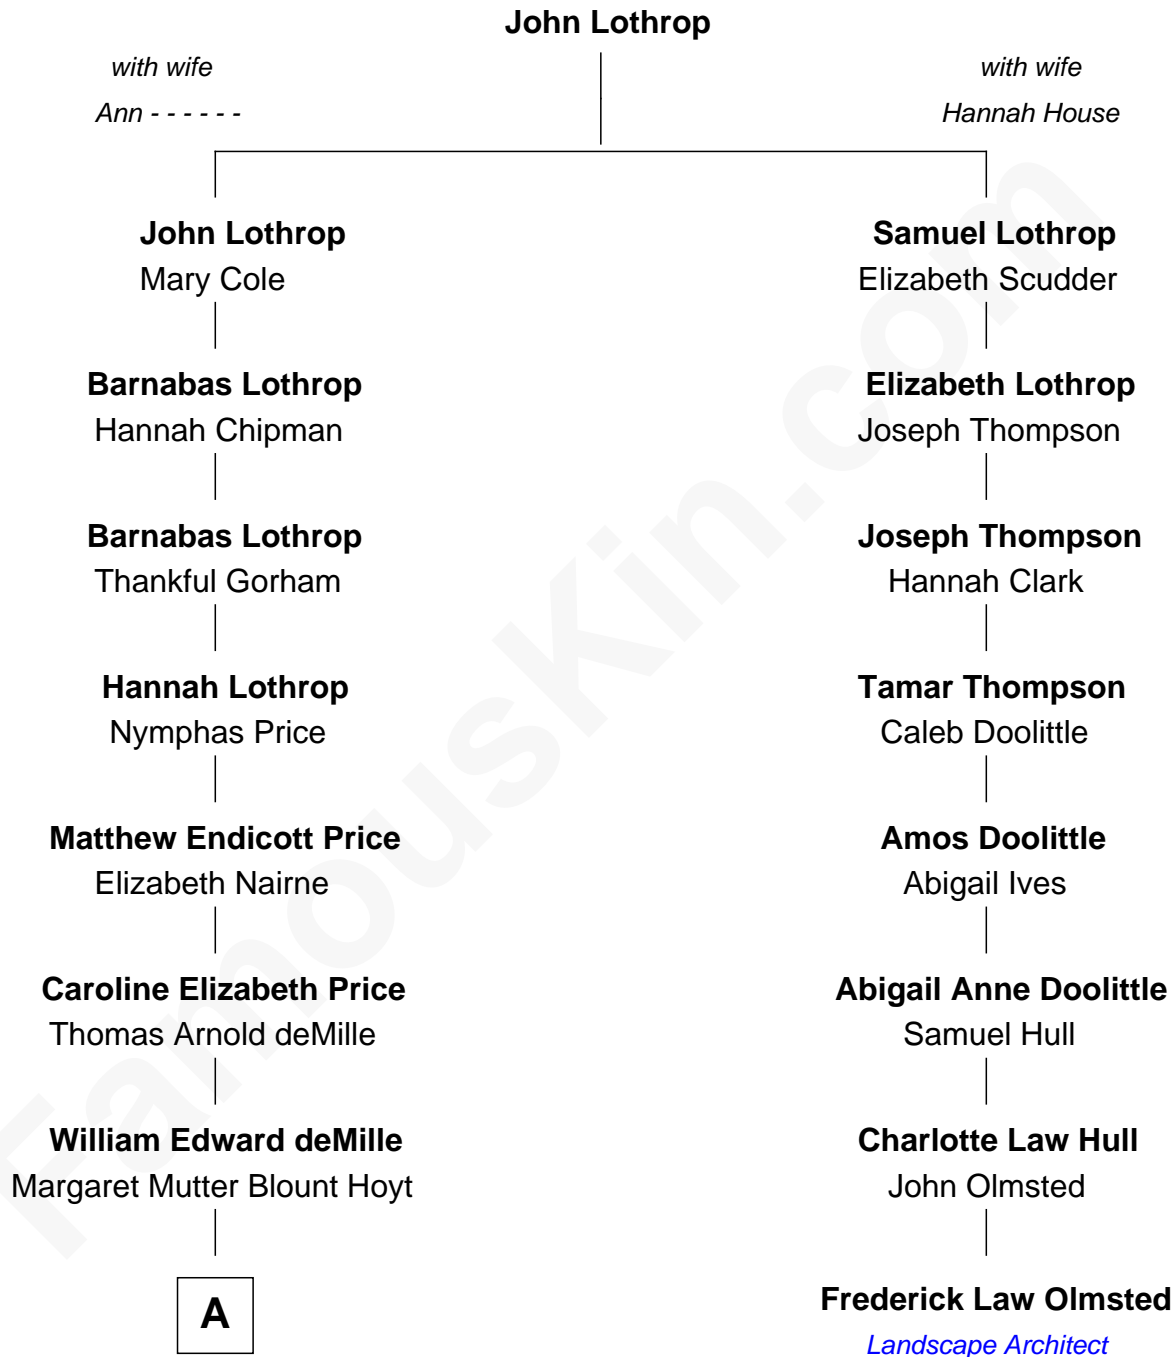 John Lothrop
with wife
Ann - - - - - -
with wife
Hannah House
John Lothrop
Mary Cole
Samuel Lothrop
Elizabeth Scudder
Barnabas Lothrop
Hannah Chipman
Elizabeth Lothrop
Joseph Thompson
Barnabas Lothrop
Thankful Gorham
Joseph Thompson
Hannah Clark
Hannah Lothrop
Nymphas Price
Tamar Thompson
Caleb Doolittle
Matthew Endicott Price
Elizabeth Nairne
Amos Doolittle
Abigail Ives
Caroline Elizabeth Price
Thomas Arnold deMille
Abigail Anne Doolittle
Samuel Hull
William Edward deMille
Margaret Mutter Blount Hoyt
Charlotte Law Hull
John Olmsted
A
Frederick Law Olmsted
Landscape Architect
FamousKin.com